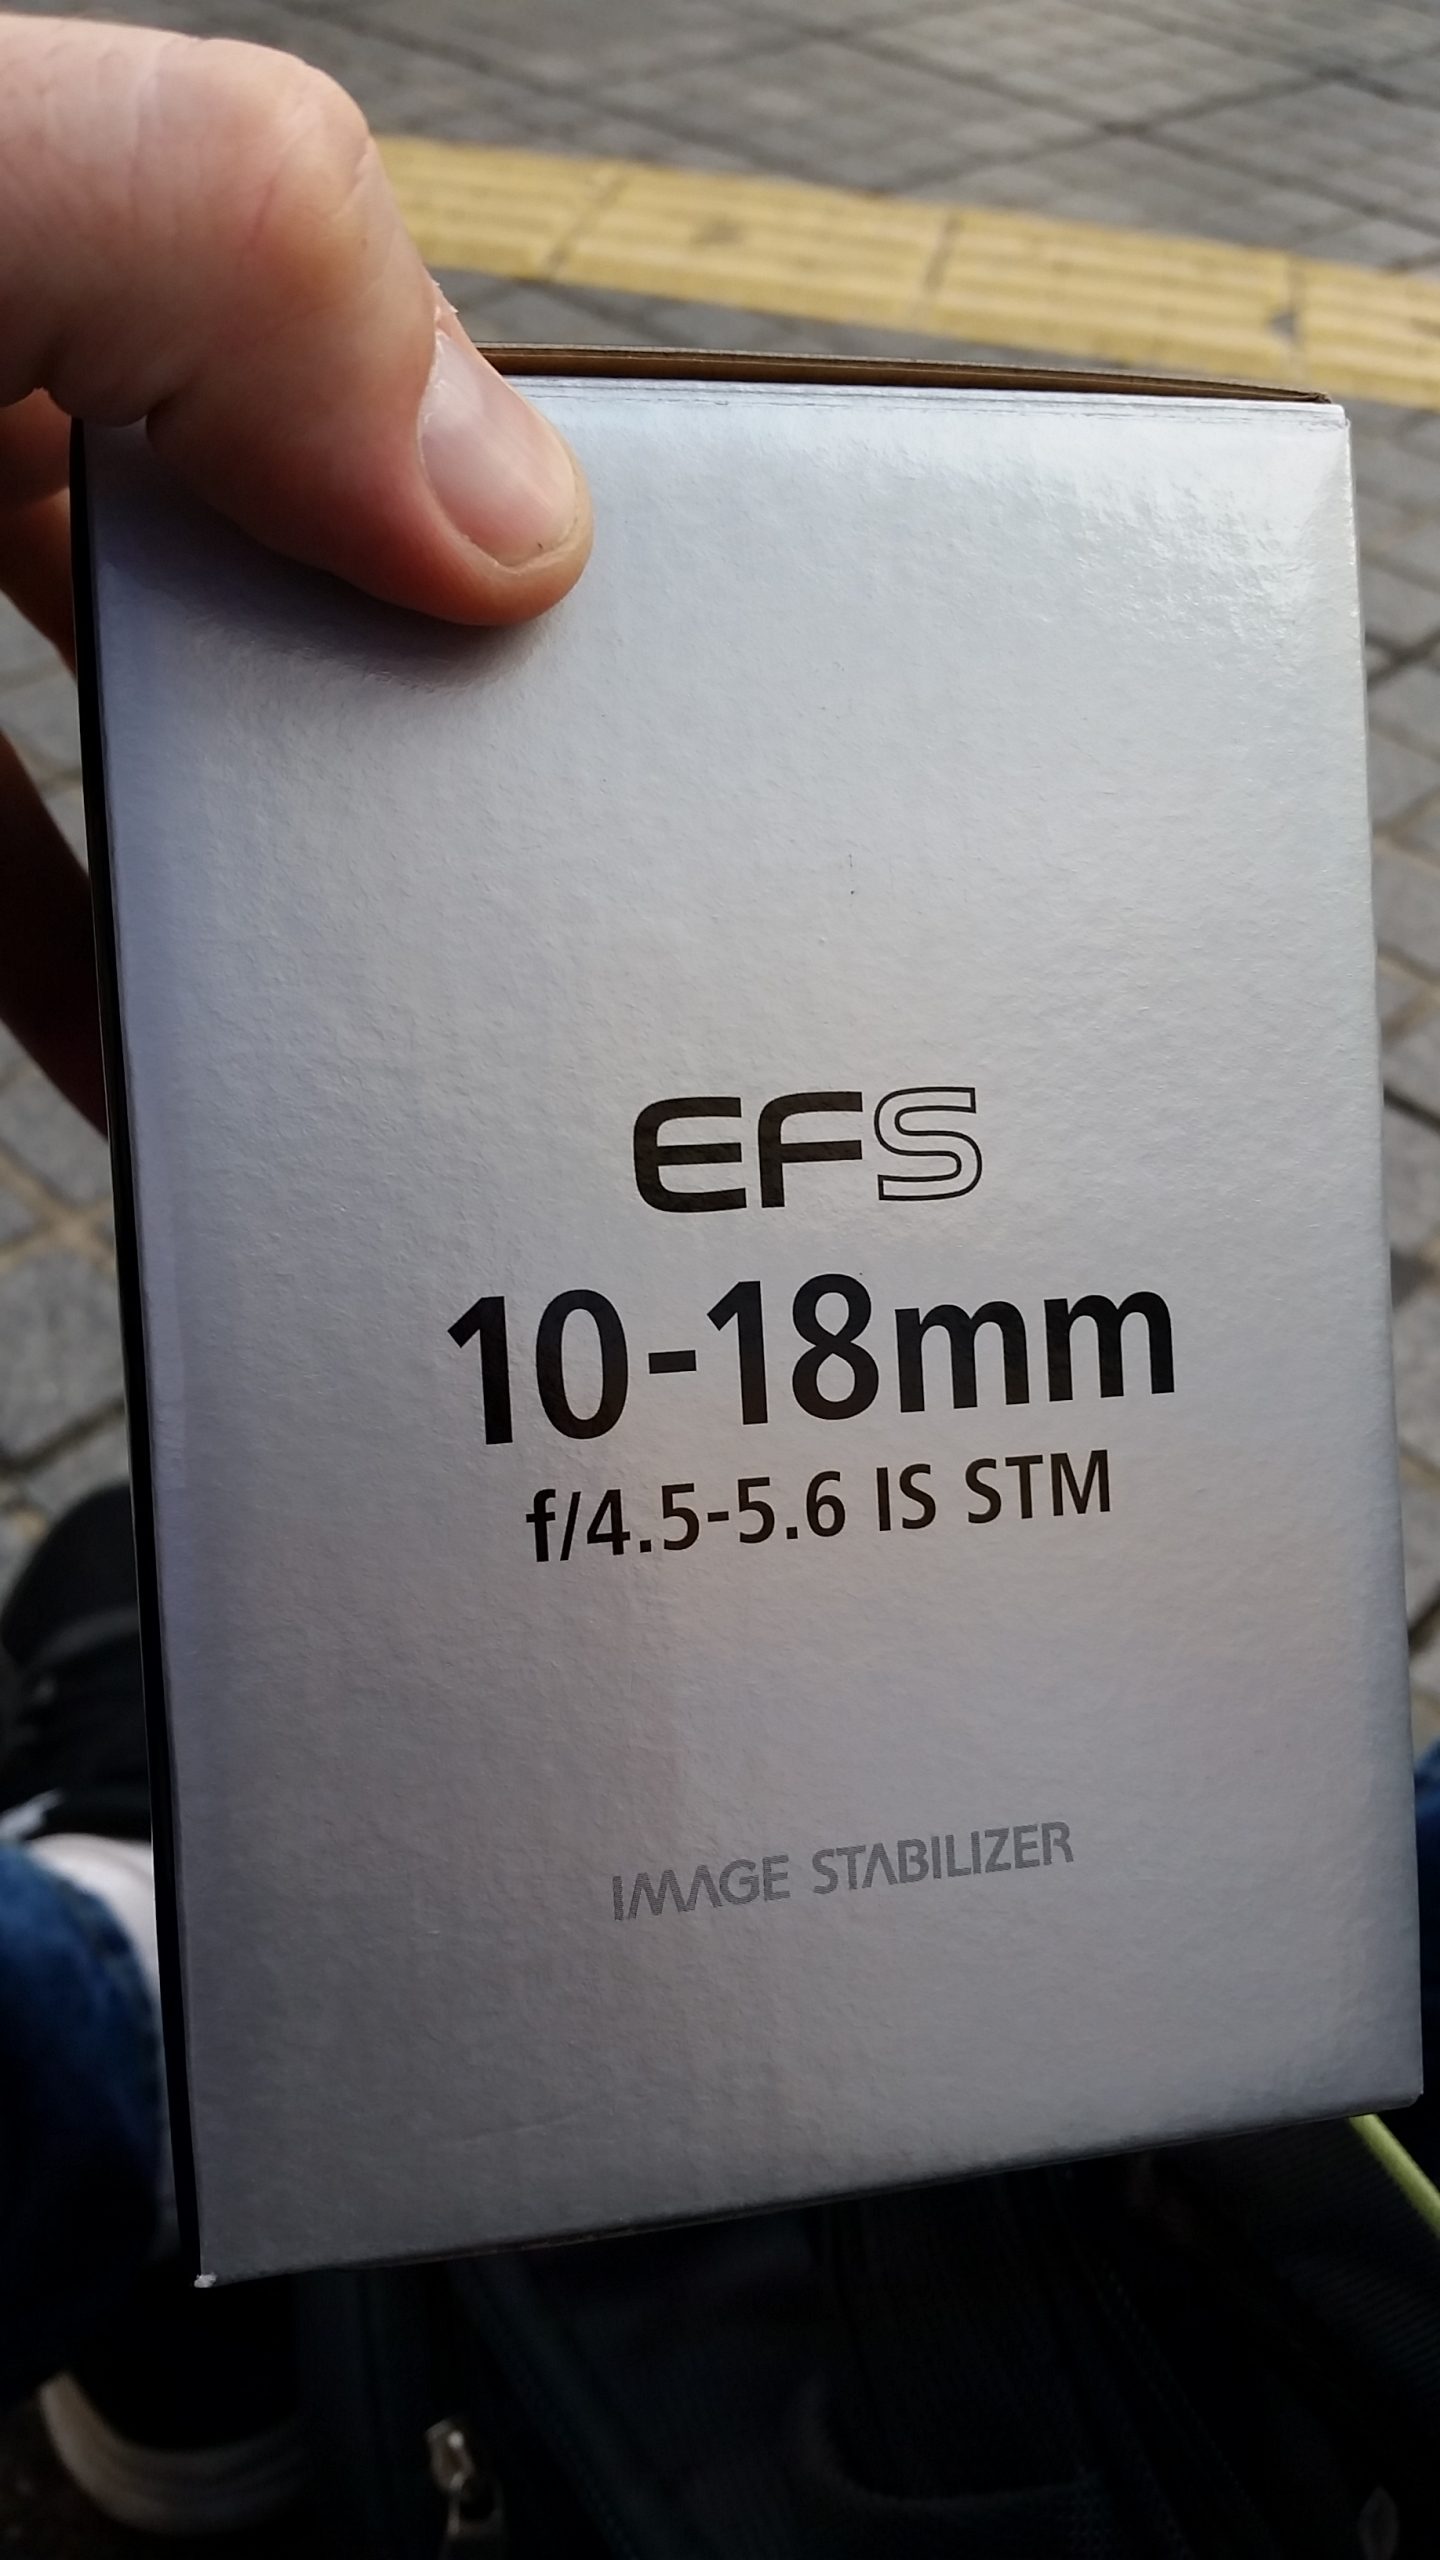 EFS
10-18mm
f/4.5-5.6 IS STM
IMAGE STABILIZER